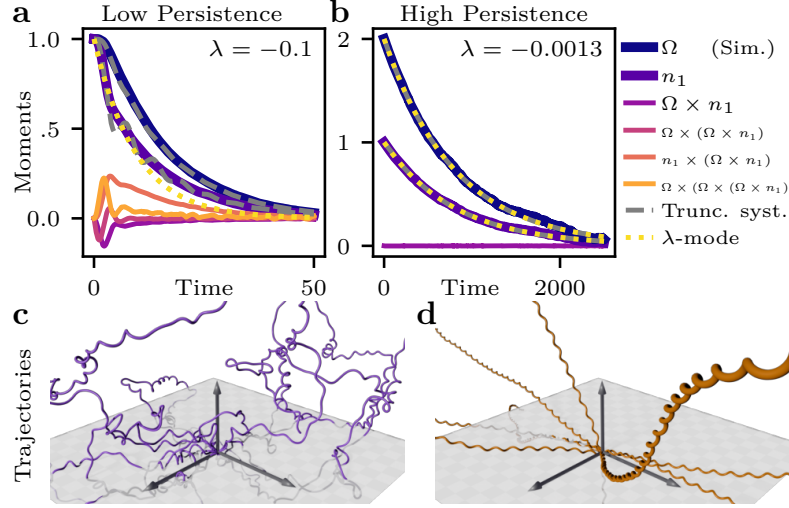 a Low Persistence
λ = −0.1
Moments
1.0
.5
0.0
0 Time 50
b High Persistence
λ = −0.0013
2
1
0
0 Time 2000
Ω (Sim.)
n₁
Ω × n₁
Ω × (Ω × n₁)
n₁ × (Ω × n₁)
Ω × (Ω × (Ω × n₁)
Trunc. syst.
λ-mode
Trajectories
c
d